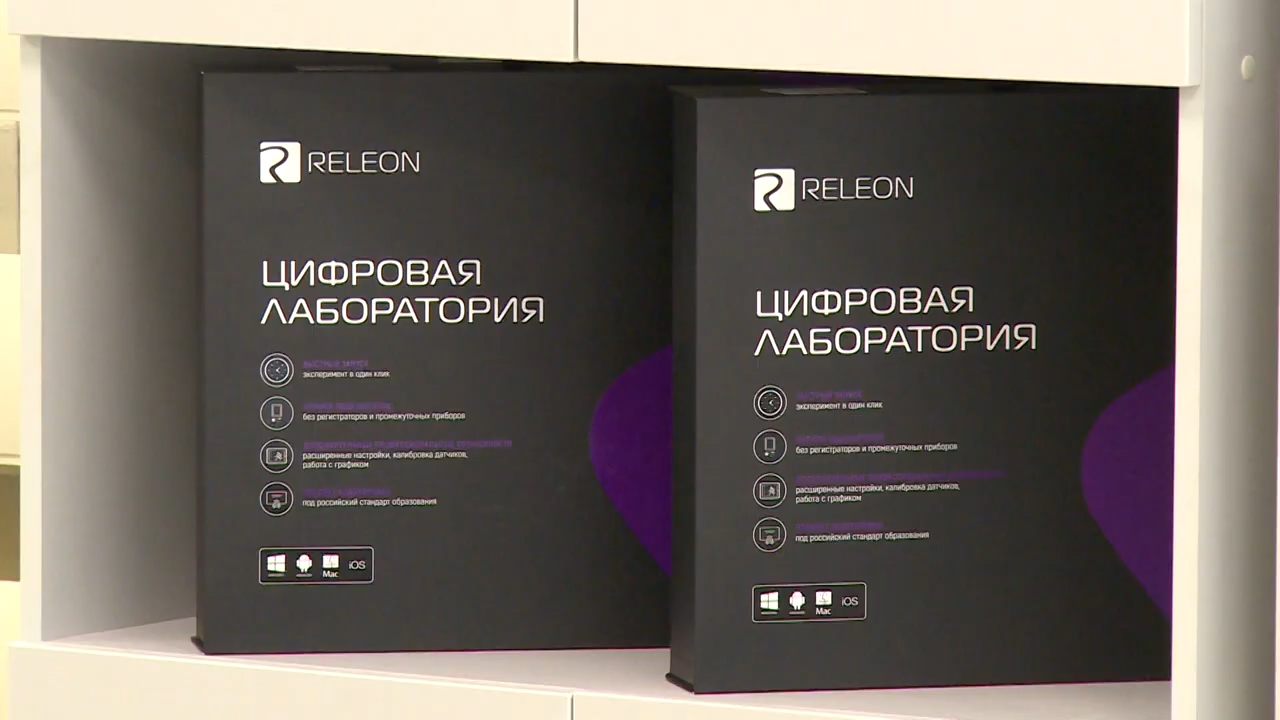 RELEON
ЦИФРОВАЯ
ЛАБОРАТОРИЯ
БЫСТРЫЙ ЗАПУСК
эксперимент в один клик
без регистраторов и промежуточных приборов
расширенные настройки, калибровка датчиков,
работа с графиком
под российский стандарт образования
Mac
iOS
RELEON
ЦИФРОВАЯ
ЛАБОРАТОРИЯ
эксперимент в один клик
без регистраторов и промежуточных приборов
расширенные настройки, калибровка датчиков,
работа с графиком
под российский стандарт образования
Mac
iOS